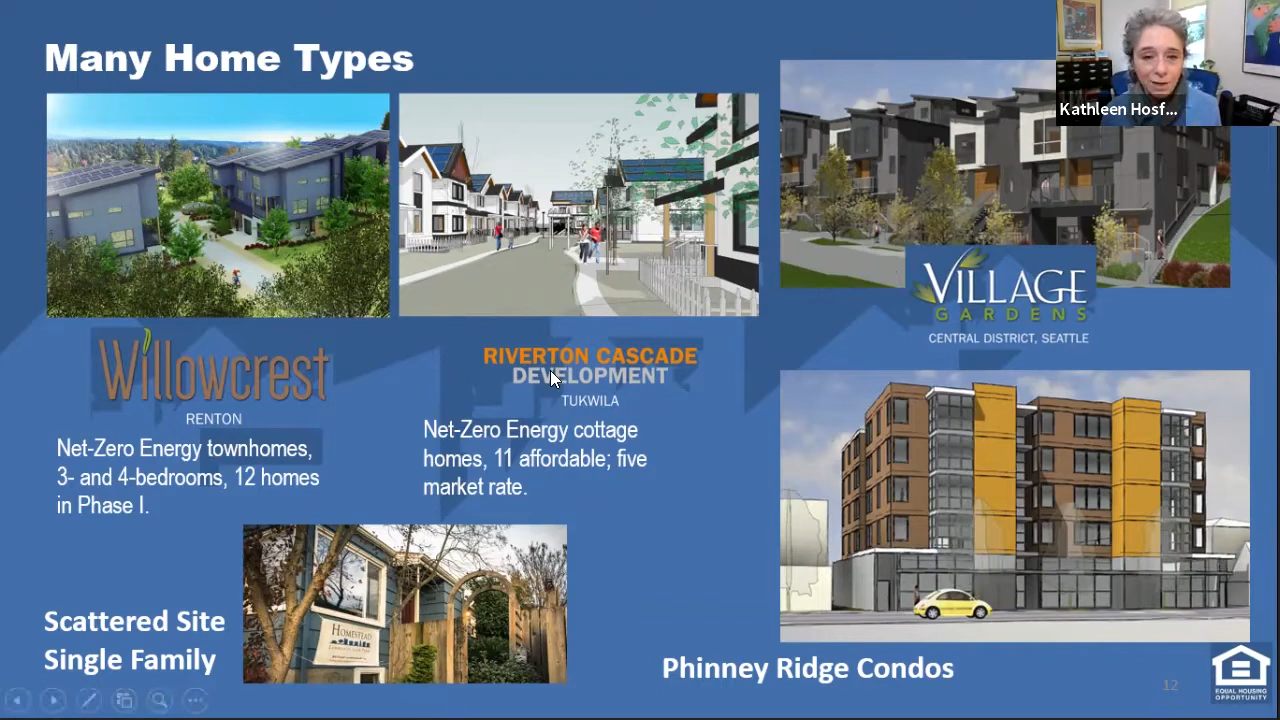 Many Home Types
Kathleen Hosf...
VILLAGE
GARDENS
CENTRAL DISTRICT, SEATTLE
Willowcrest
RENTON
Net-Zero Energy townhomes,
3- and 4-bedrooms, 12 homes
in Phase I.
RIVERTON CASCADE
DEVELOPMENT
TUKWILA
Net-Zero Energy cottage
homes, 11 affordable; five
market rate.
Scattered Site
Single Family
HOMESTEAD
Phinney Ridge Condos
12
EQUAL HOUSING
OPPORTUNITY